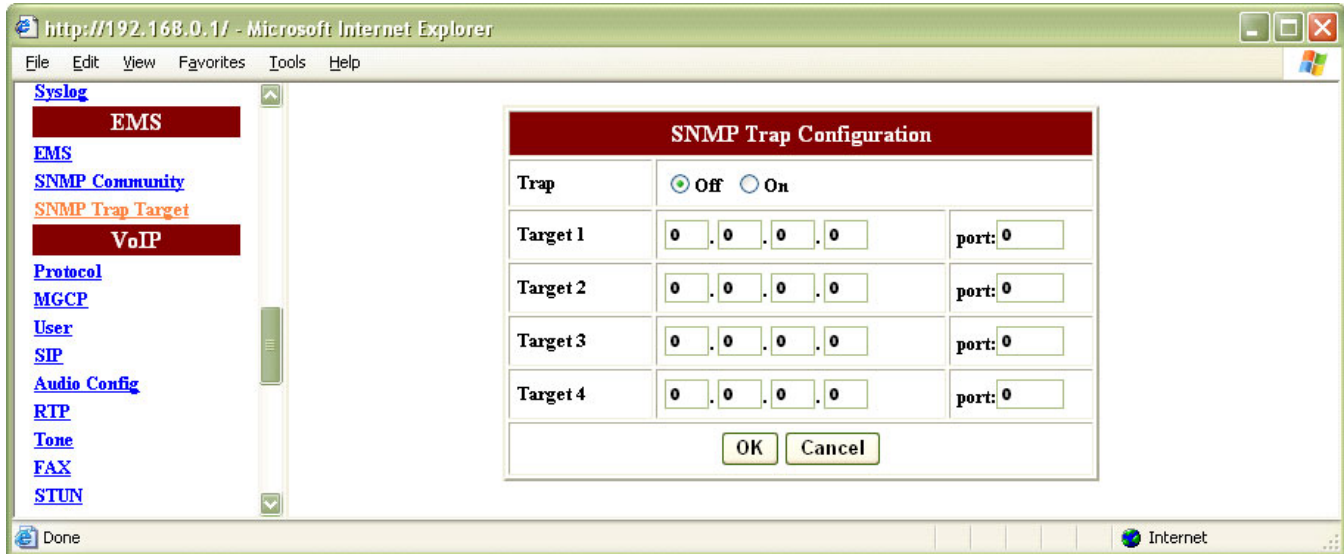 http://192.168.0.1/ - Microsoft Internet Explorer
File Edit View Favorites Tools Help
Syslog
EMS
EMS
SNMP Community
SNMP Trap Target
VoIP
Protocol
MGCP
User
SIP
Audio Config
RTP
Tone
FAX
STUN
SNMP Trap Configuration
Trap Off On
Target 1 0 . 0 . 0 . 0 port: 0
Target 2 0 . 0 . 0 . 0 port: 0
Target 3 0 . 0 . 0 . 0 port: 0
Target 4 0 . 0 . 0 . 0 port: 0
OK Cancel
Done Internet